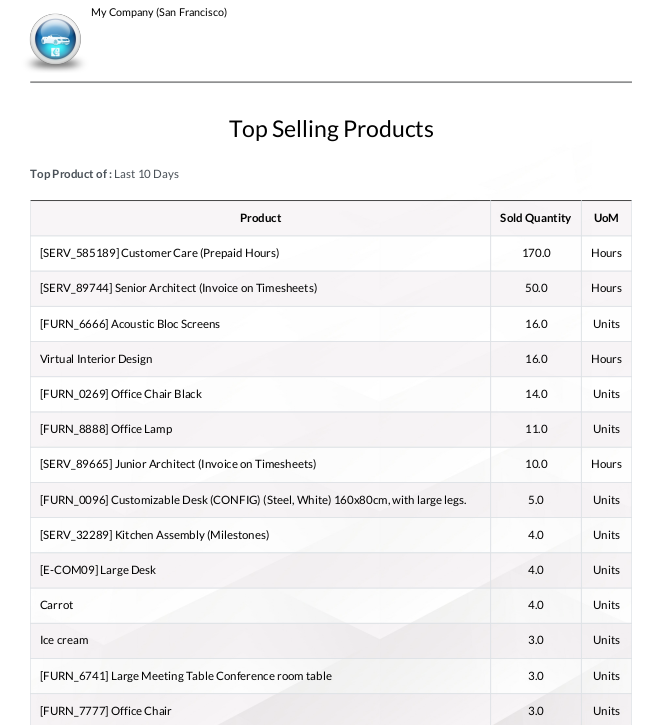 My Company (San Francisco)
Top Selling Products
Top Product of : Last 10 Days
Product Sold Quantity UoM
[SERV_585189] Customer Care (Prepaid Hours) 170.0 Hours
[SERV_89744] Senior Architect (Invoice on Timesheets) 50.0 Hours
[FURN_6666] Acoustic Bloc Screens 16.0 Units
Virtual Interior Design 16.0 Hours
[FURN_0269] Office Chair Black 14.0 Units
[FURN_8888] Office Lamp 11.0 Units
[SERV_89665] Junior Architect (Invoice on Timesheets) 10.0 Hours
[FURN_0096] Customizable Desk (CONFIG) (Steel, White) 160x80cm, with large legs. 5.0 Units
[SERV_32289] Kitchen Assembly (Milestones) 4.0 Units
[E-COM09] Large Desk 4.0 Units
Carrot 4.0 Units
Ice cream 3.0 Units
[FURN_6741] Large Meeting Table Conference room table 3.0 Units
[FURN_7777] Office Chair 3.0 Units